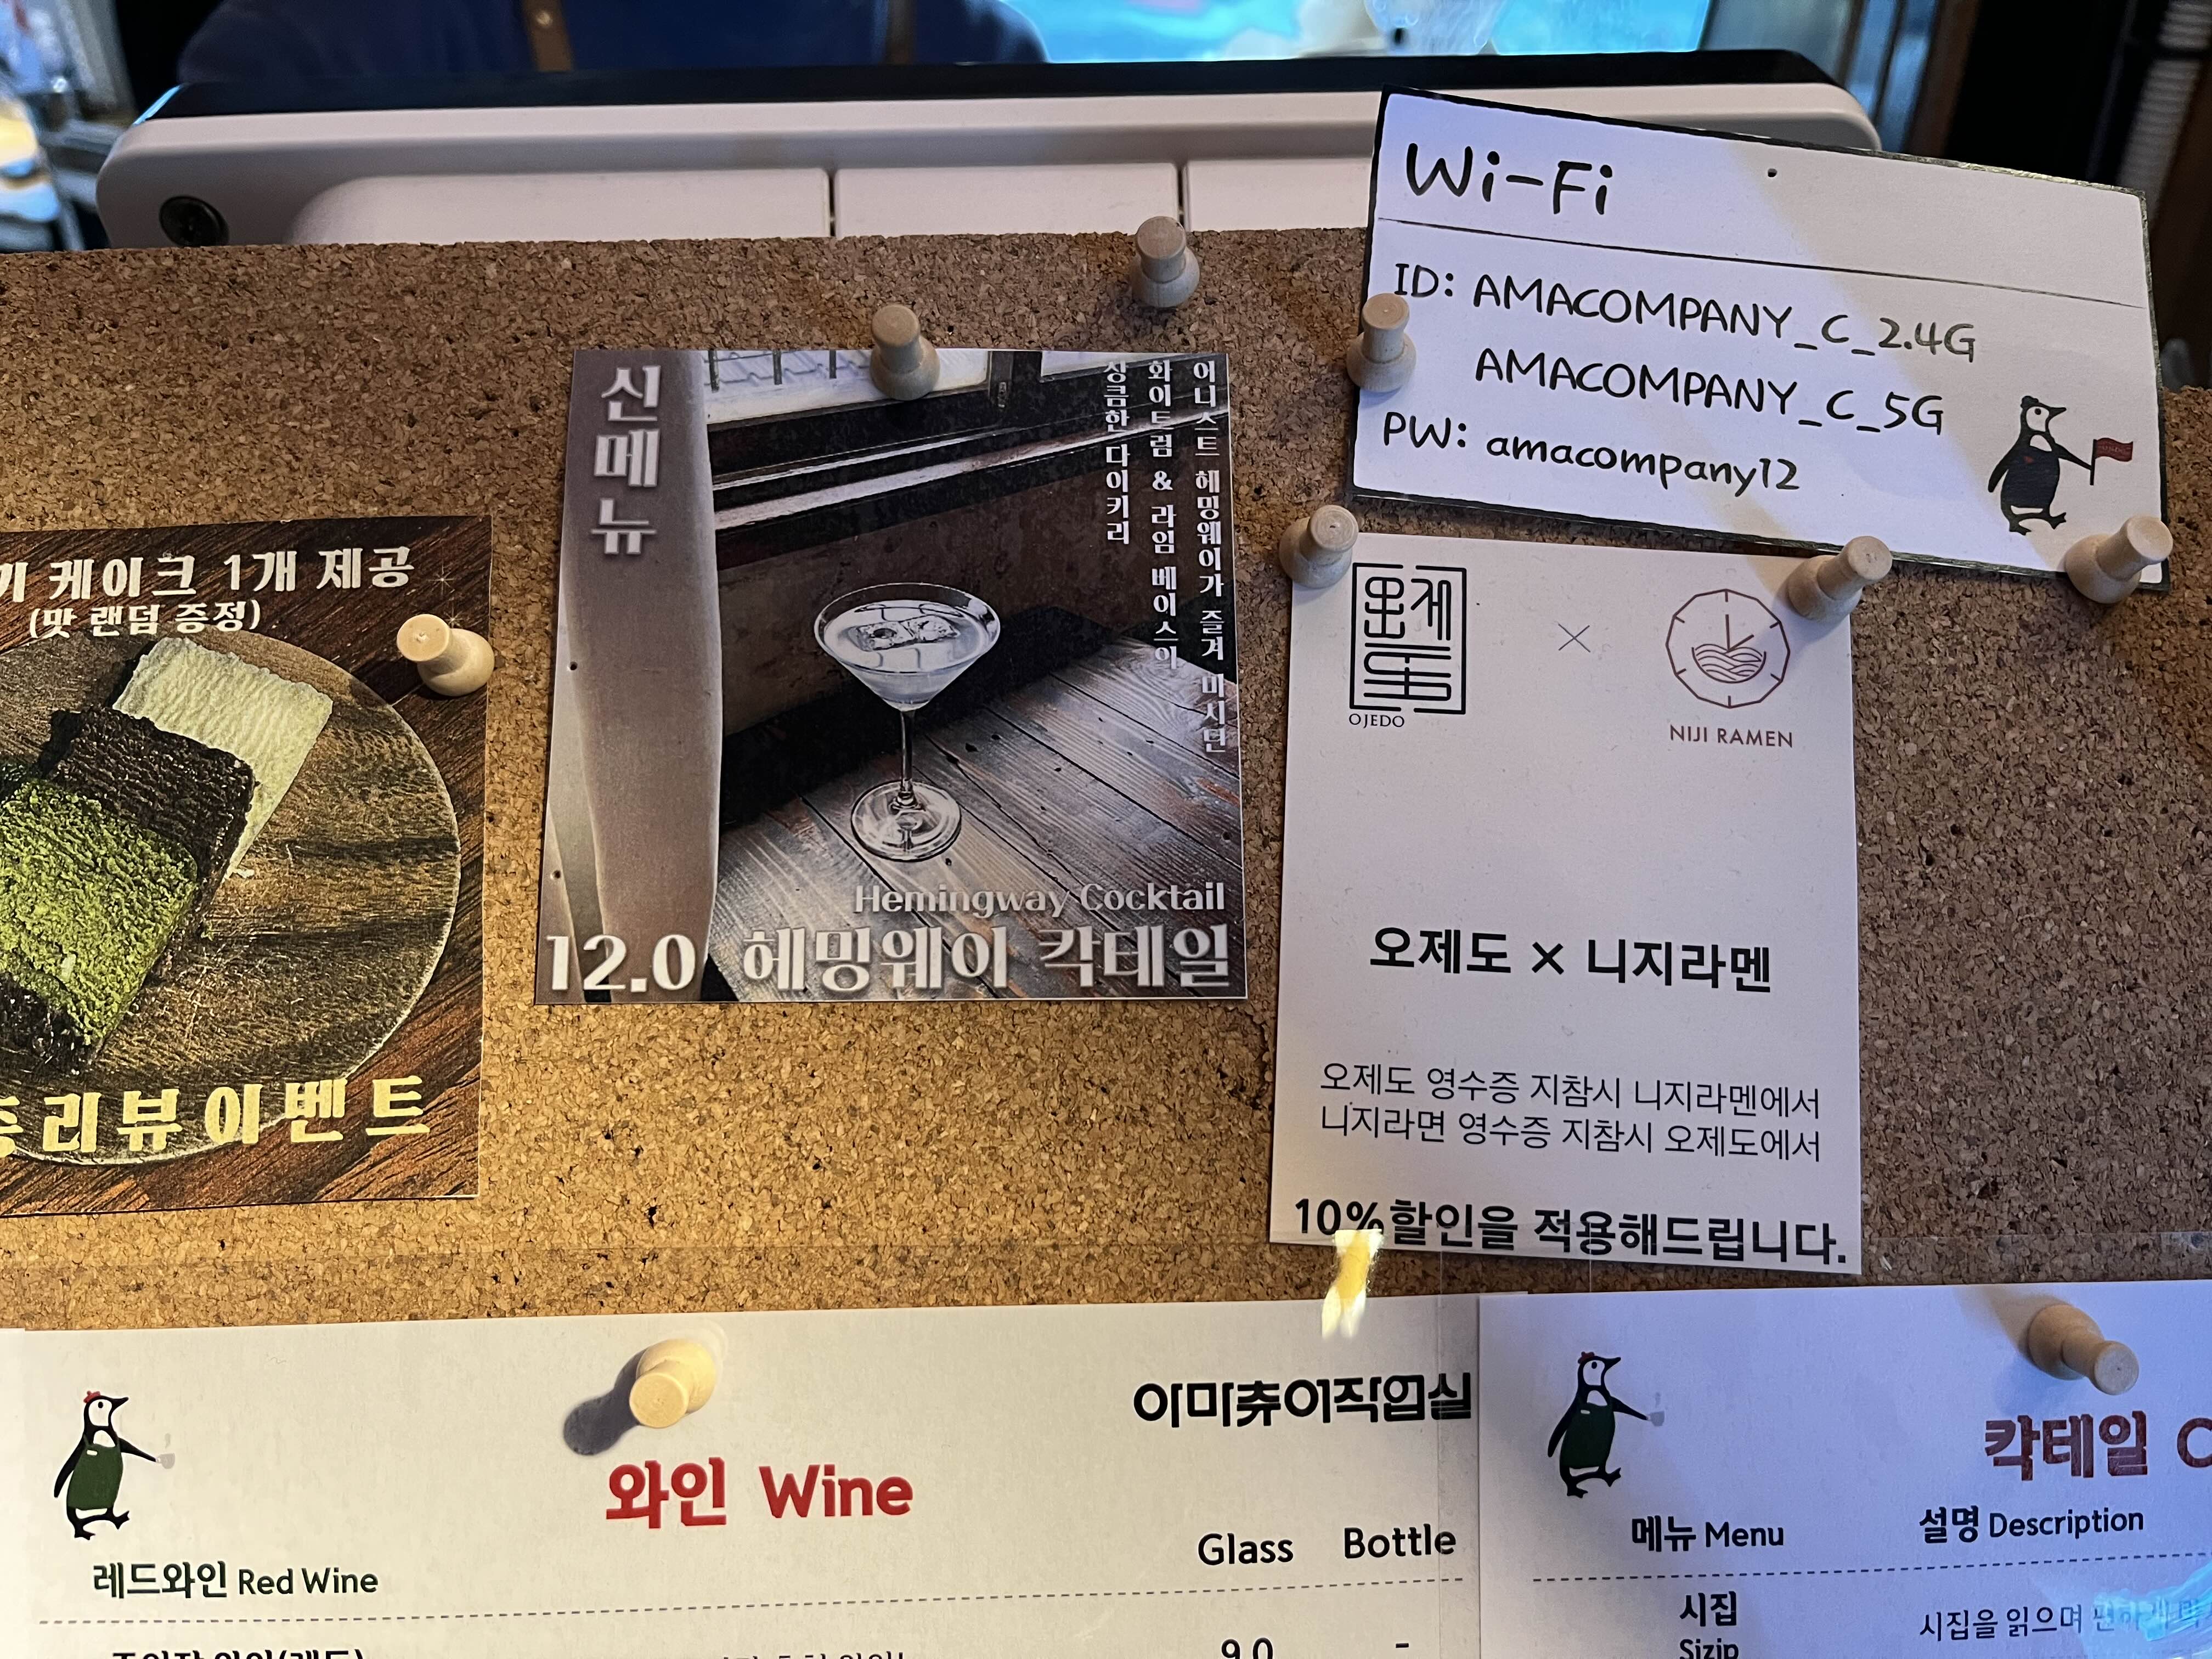 Wi-Fi
ID: AMACOMPANY_C_2.4G
AMACOMPANY_C_5G
PW: amacompany12
케이크 1개 제공
(맛 랜덤 증정)
리뷰이벤트
신메뉴
어니스트 헤밍웨이가 즐겨 마시던
화이트럼 & 라임 베이스의
상큼한 다이키리
Hemingway Cocktail
12.0 헤밍웨이 칵테일
OJEDO
×
NIJI RAMEN
오제도 × 니지라멘
오제도 영수증 지참시 니지라멘에서
니지라면 영수증 지참시 오제도에서
10%할인을 적용해드립니다.
아마츄어작업실
와인 Wine
Glass Bottle
레드와인 Red Wine
9.0 -
칵테일
메뉴 Menu 설명 Description
시집 시집을 읽으며
Sizip